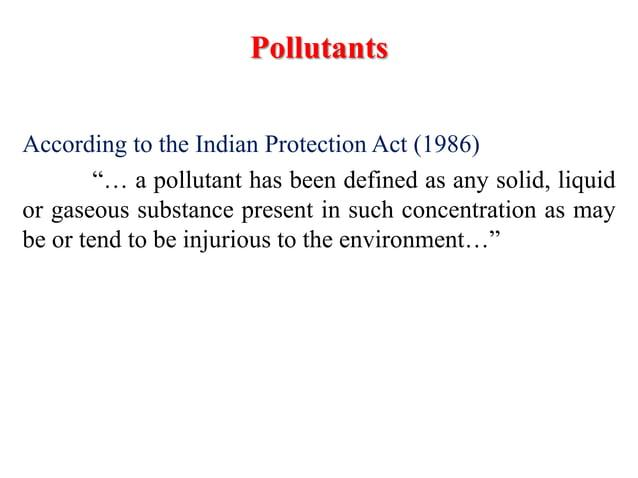 Pollutants
According to the Indian Protection Act (1986)
“… a pollutant has been defined as any solid, liquid
or gaseous substance present in such concentration as may
be or tend to be injurious to the environment…”